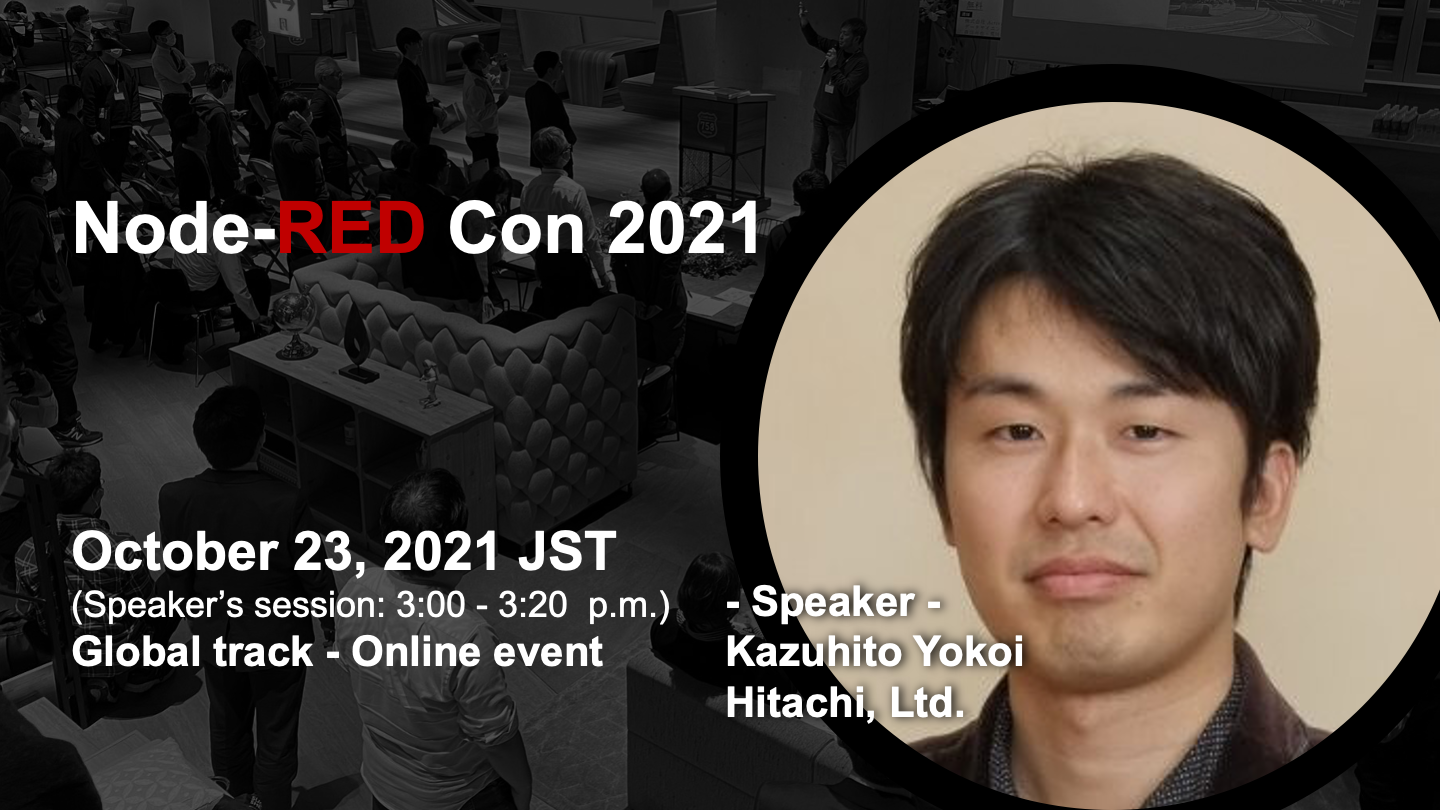 Node-RED Con 2021
October 23, 2021 JST
(Speaker’s session: 3:00 - 3:20 p.m.)
Global track - Online event
- Speaker -
Kazuhito Yokoi
Hitachi, Ltd.